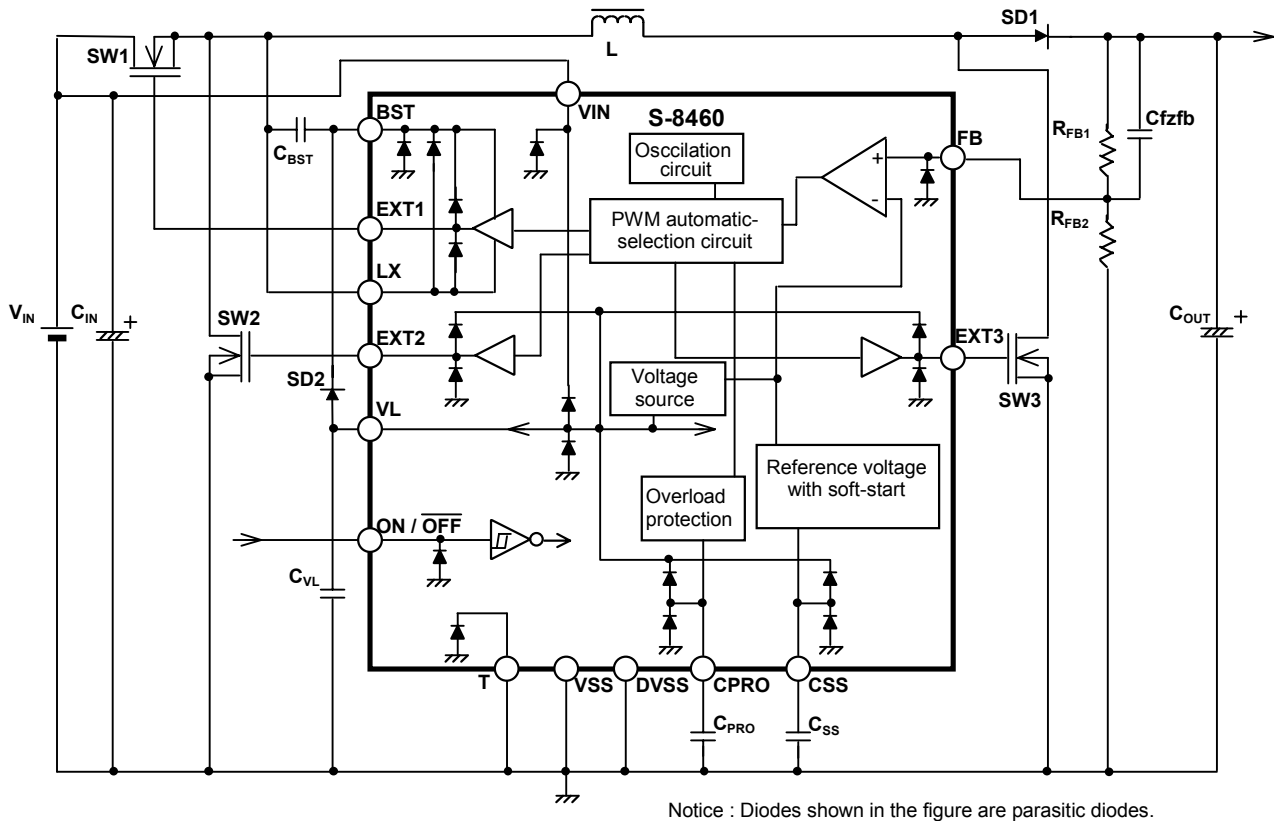 SD1
L
SW1
VIN
BST
S-8460
FB
RFB1
Cfzfb
CBST
Osccilation
circuit
+
-
EXT1
PWM automatic-
selection circuit
RFB2
LX
VIN
CIN
+
SW2
COUT
+
EXT2
EXT3
SD2
Voltage
source
SW3
VL
Reference voltage
with soft-start
Overload
protection
ON / OFF
CVL
T
VSS
DVSS
CPRO
CSS
CPRO
CSS
Notice : Diodes shown in the figure are parasitic diodes.